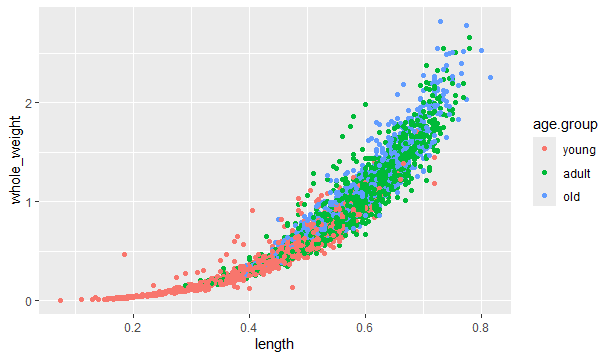 2
1
0
whole_weight
0.2
0.4
0.6
0.8
length
age.group
young
adult
old